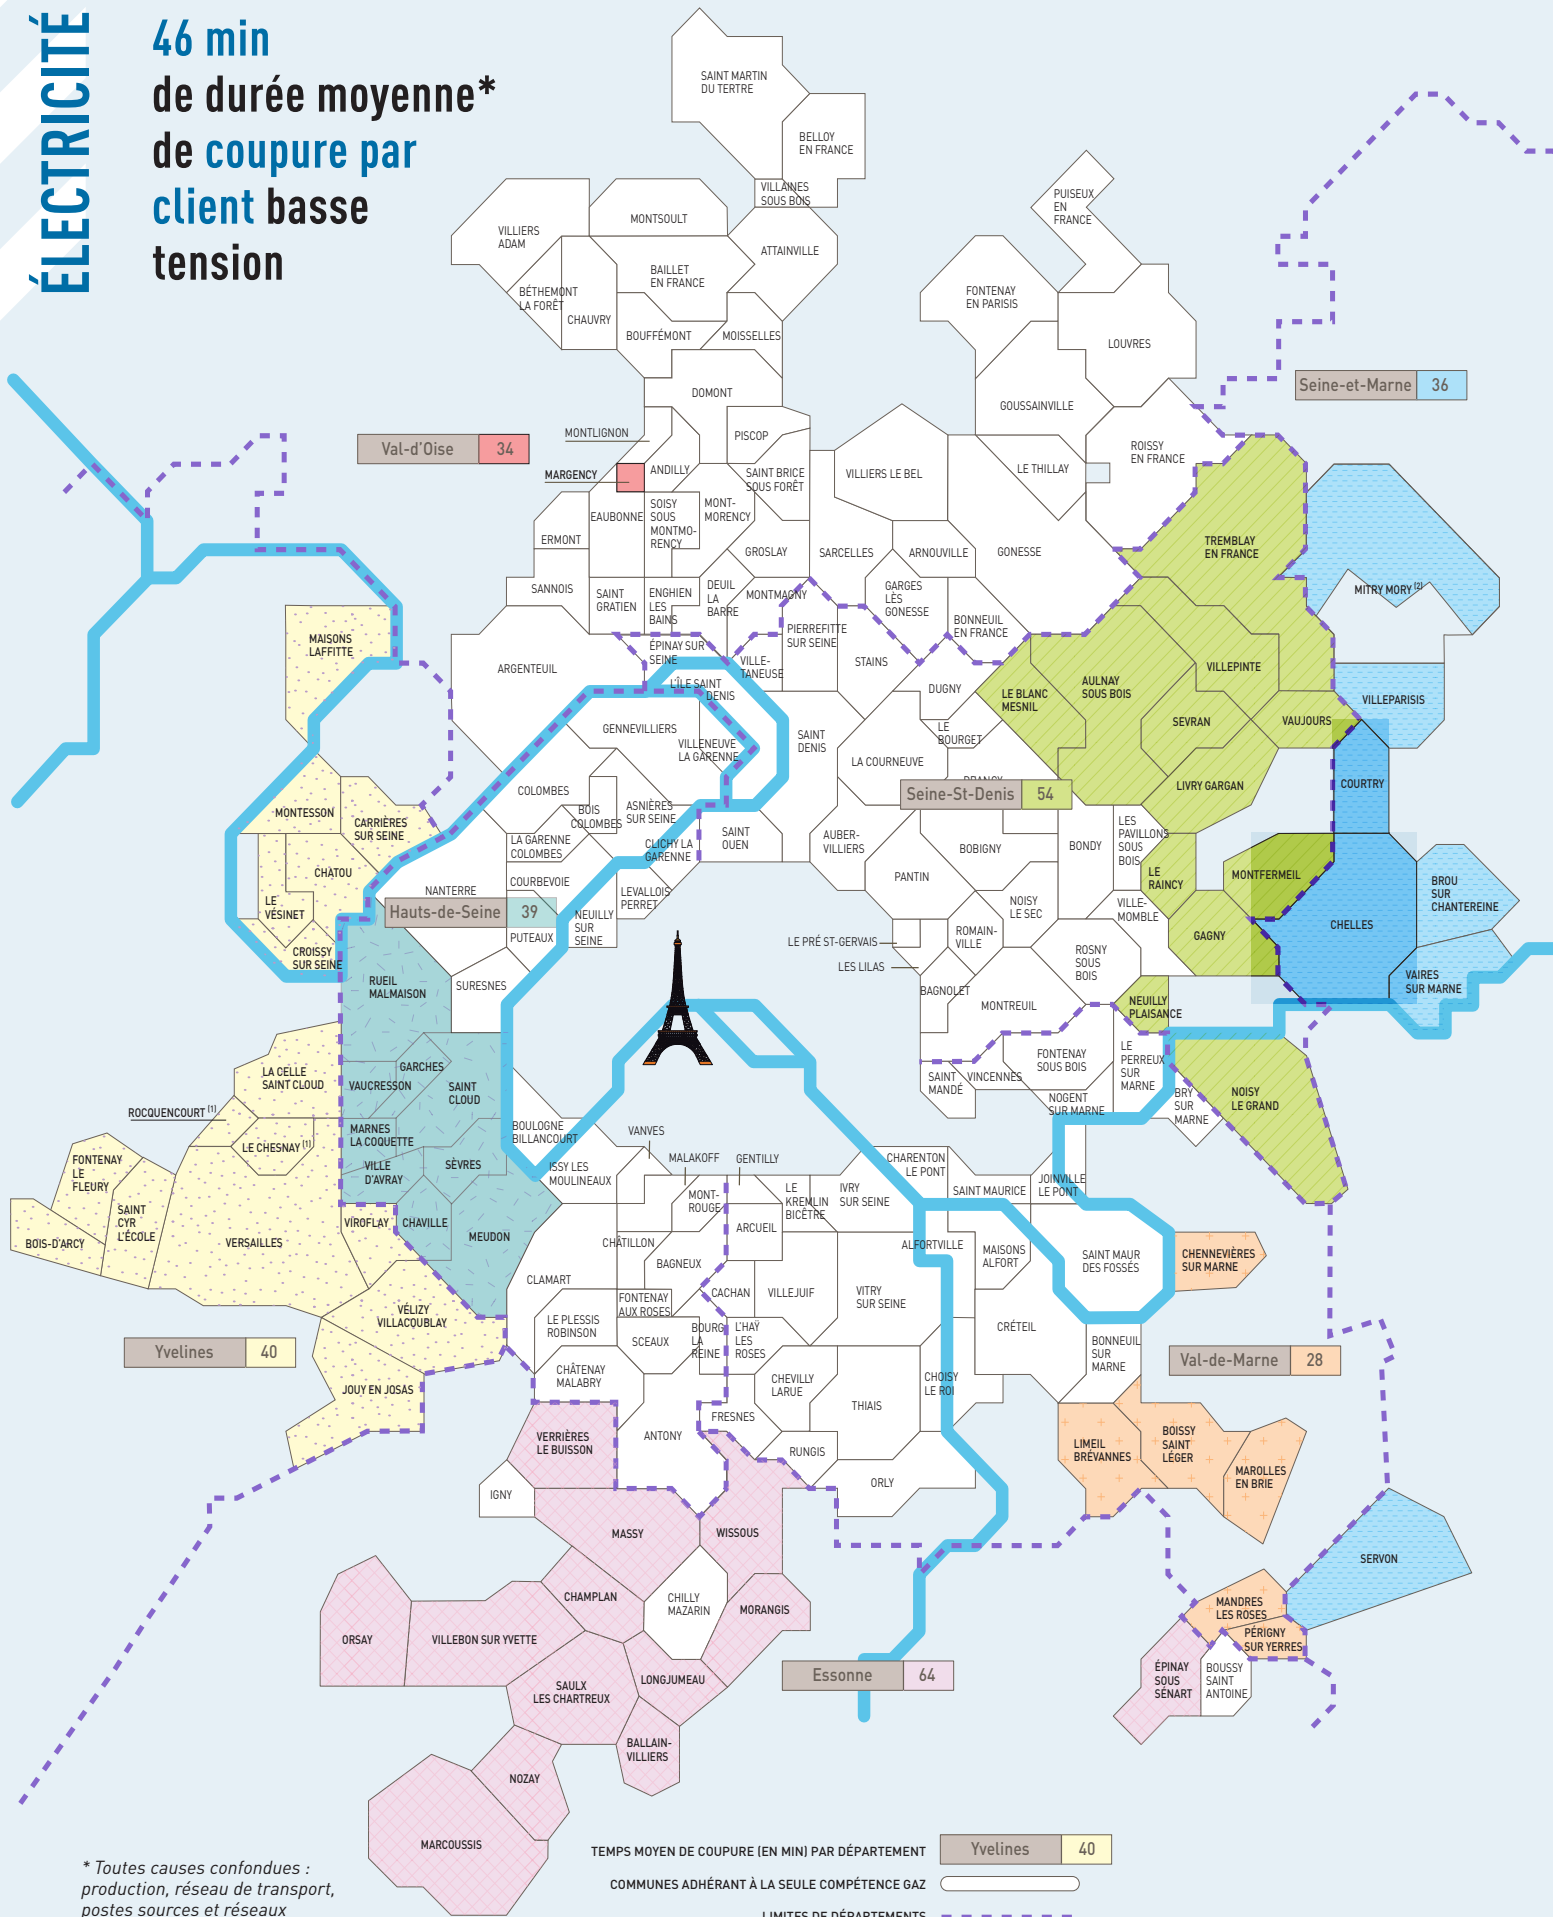 ÉLECTRICITÉ
46 min
de durée moyenne*
de coupure par
client basse
tension
SAINT MARTIN
DU TERTRE
BELLOY
EN FRANCE
VILLAINES
SOUS BOIS
VILLIERS
ADAM
MONTSOULT
ATTAINVILLE
PUISEUX
EN
FRANCE
BÉTHEMONT
LA FORÊT
CHAUVRY
BAILLET
EN FRANCE
BOUFFÉMONT
MOISSELLES
FONTENAY
EN PARISIS
LOUVRES
DOMONT
GOUSSAINVILLE
Seine-et-Marne 36
Val-d'Oise 34
MONTLIGNON
MARGENCY
ANDILLY
PISCOP
SAINT BRICE
SOUS FORÊT
VILLIERS LE BEL
LE THILLAY
ROISSY
EN FRANCE
EAUBONNE
SOISY
SOUS
MONTMO-
RENCY
MONT-
MORENCY
ERMONT
GROSLAY
SARCELLES
ARNOUVILLE
GONESSE
TREMBLAY
EN FRANCE
MITRY MORY (2)
SANNOIS
SAINT
GRATIEN
ENGHIEN
LES
BAINS
DEUIL
LA
BARRE
MONTMAGNY
GARGES
LÈS
GONESSE
BONNEUIL
EN FRANCE
MAISONS
LAFFITTE
ARGENTEUIL
ÉPINAY SUR
SEINE
L'ÎLE SAINT
DENIS
VILLE-
TANEUSE
PIERREFITTE
SUR SEINE
STAINS
DUGNY
LE BLANC
MESNIL
AULNAY
SOUS BOIS
VILLEPINTE
SEVRAN
VAUJOURS
VILLEPARISIS
GENNEVILLIERS
VILLENEUVE
LA GARENNE
SAINT
DENIS
LE
BOURGET
LA COURNEUVE
DRANCY
Seine-St-Denis 54
LIVRY GARGAN
COURTRY
COLOMBES
BOIS
COLOMBES
ASNIÈRES
SUR SEINE
MONTESSON
CARRIÈRES
SUR SEINE
LA GARENNE
COLOMBES
CLICHY LA
GARENNE
SAINT
OUEN
AUBER-
VILLIERS
BOBIGNY
BONDY
LES
PAVILLONS
SOUS
BOIS
CHATOU
NANTERRE
COURBEVOIE
LEVALLOIS
PERRET
PANTIN
LE
RAINCY
MONTFERMEIL
BROU
SUR
CHANTEREINE
LE
VÉSINET
Hauts-de-Seine 39
NEUILLY
SUR
SEINE
PUTEAUX
NOISY
LE SEC
VILLE-
MOMBLE
CHELLES
CROISSY
SUR SEINE
LE PRÉ ST-GERVAIS
LES LILAS
ROMAIN-
VILLE
ROSNY
SOUS
BOIS
GAGNY
VAIRES
SUR MARNE
RUEIL
MALMAISON
SURESNES
BAGNOLET
MONTREUIL
NEUILLY
PLAISANCE
LA CELLE
SAINT CLOUD
VAUCRESSON
GARCHES
SAINT
CLOUD
SAINT
MANDÉ
VINCENNES
FONTENAY
SOUS BOIS
LE
PERREUX
SUR
MARNE
NOGENT
SUR MARNE
BRY
SUR
MARNE
NOISY
LE GRAND
ROCQUENCOURT (1)
LE CHESNAY (1)
MARNES
LA COQUETTE
BOULOGNE
BILLANCOURT
VANVES
MALAKOFF
GENTILLY
FONTENAY
LE
FLEURY
VILLE
D'AVRAY
SÈVRES
ISSY LES
MOULINEAUX
MONT-
ROUGE
LE
KREMLIN
BICÊTRE
IVRY
SUR SEINE
CHARENTON
LE PONT
SAINT MAURICE
JOINVILLE
LE PONT
SAINT
CYR
L'ÉCOLE
BOIS-D'ARCY
VERSAILLES
VIROFLAY
CHAVILLE
MEUDON
CHÂTILLON
BAGNEUX
ARCUEIL
ALFORTVILLE
MAISONS
ALFORT
SAINT MAUR
DES FOSSÉS
CHENNEVIÈRES
SUR MARNE
CLAMART
CACHAN
VILLEJUIF
VITRY
SUR SEINE
VÉLIZY
VILLACOUBLAY
LE PLESSIS
ROBINSON
FONTENAY
AUX ROSES
SCEAUX
BOURG
LA
REINE
L'HAŸ
LES
ROSES
CRÉTEIL
BONNEUIL
SUR
MARNE
Yvelines 40
Val-de-Marne 28
JOUY EN JOSAS
CHÂTENAY
MALABRY
CHEVILLY
LARUE
CHOISY
LE ROI
THIAIS
VERRIÈRES
LE BUISSON
ANTONY
FRESNES
RUNGIS
LIMEIL
BRÉVANNES
BOISSY
SAINT
LÉGER
MAROLLES
EN BRIE
IGNY
ORLY
MASSY
WISSOUS
SERVON
CHAMPLAN
CHILLY
MAZARIN
MORANGIS
MANDRES
LES ROSES
PÉRIGNY
SUR YERRES
ORSAY
VILLEBON SUR YVETTE
LONGJUMEAU
SAULX
LES CHARTREUX
Essonne 64
ÉPINAY
SOUS
SÉNART
BOUSSY
SAINT
ANTOINE
BALLAIN-
VILLIERS
NOZAY
MARCOUSSIS
* Toutes causes confondues :
production, réseau de transport,
postes sources et réseaux
TEMPS MOYEN DE COUPURE (EN MIN) PAR DÉPARTEMENT
Yvelines 40
COMMUNES ADHÉRANT À LA SEULE COMPÉTENCE GAZ
LIMITES DE DÉPARTEMENTS